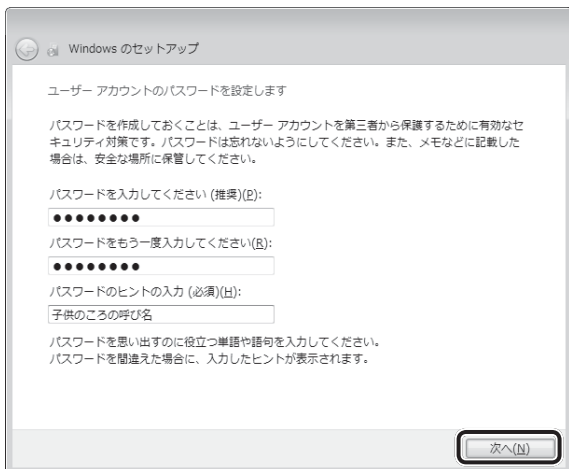 Windows のセットアップ
ユーザー アカウントのパスワードを設定します
パスワードを作成しておくことは、ユーザー アカウントを第三者から保護するために有効なセ
キュリティ対策です。パスワードは忘れないようにしてください。また、メモなどに記載した
場合は、安全な場所に保管してください。
パスワードを入力してください (推奨)(P):
●●●●●●●●
パスワードをもう一度入力してください(R):
●●●●●●●●
パスワードのヒントの入力 (必須)(H):
子供のころの呼び名
パスワードを思い出すのに役立つ単語や語句を入力してください。
パスワードを間違えた場合に、入力したヒントが表示されます。
次へ(N)